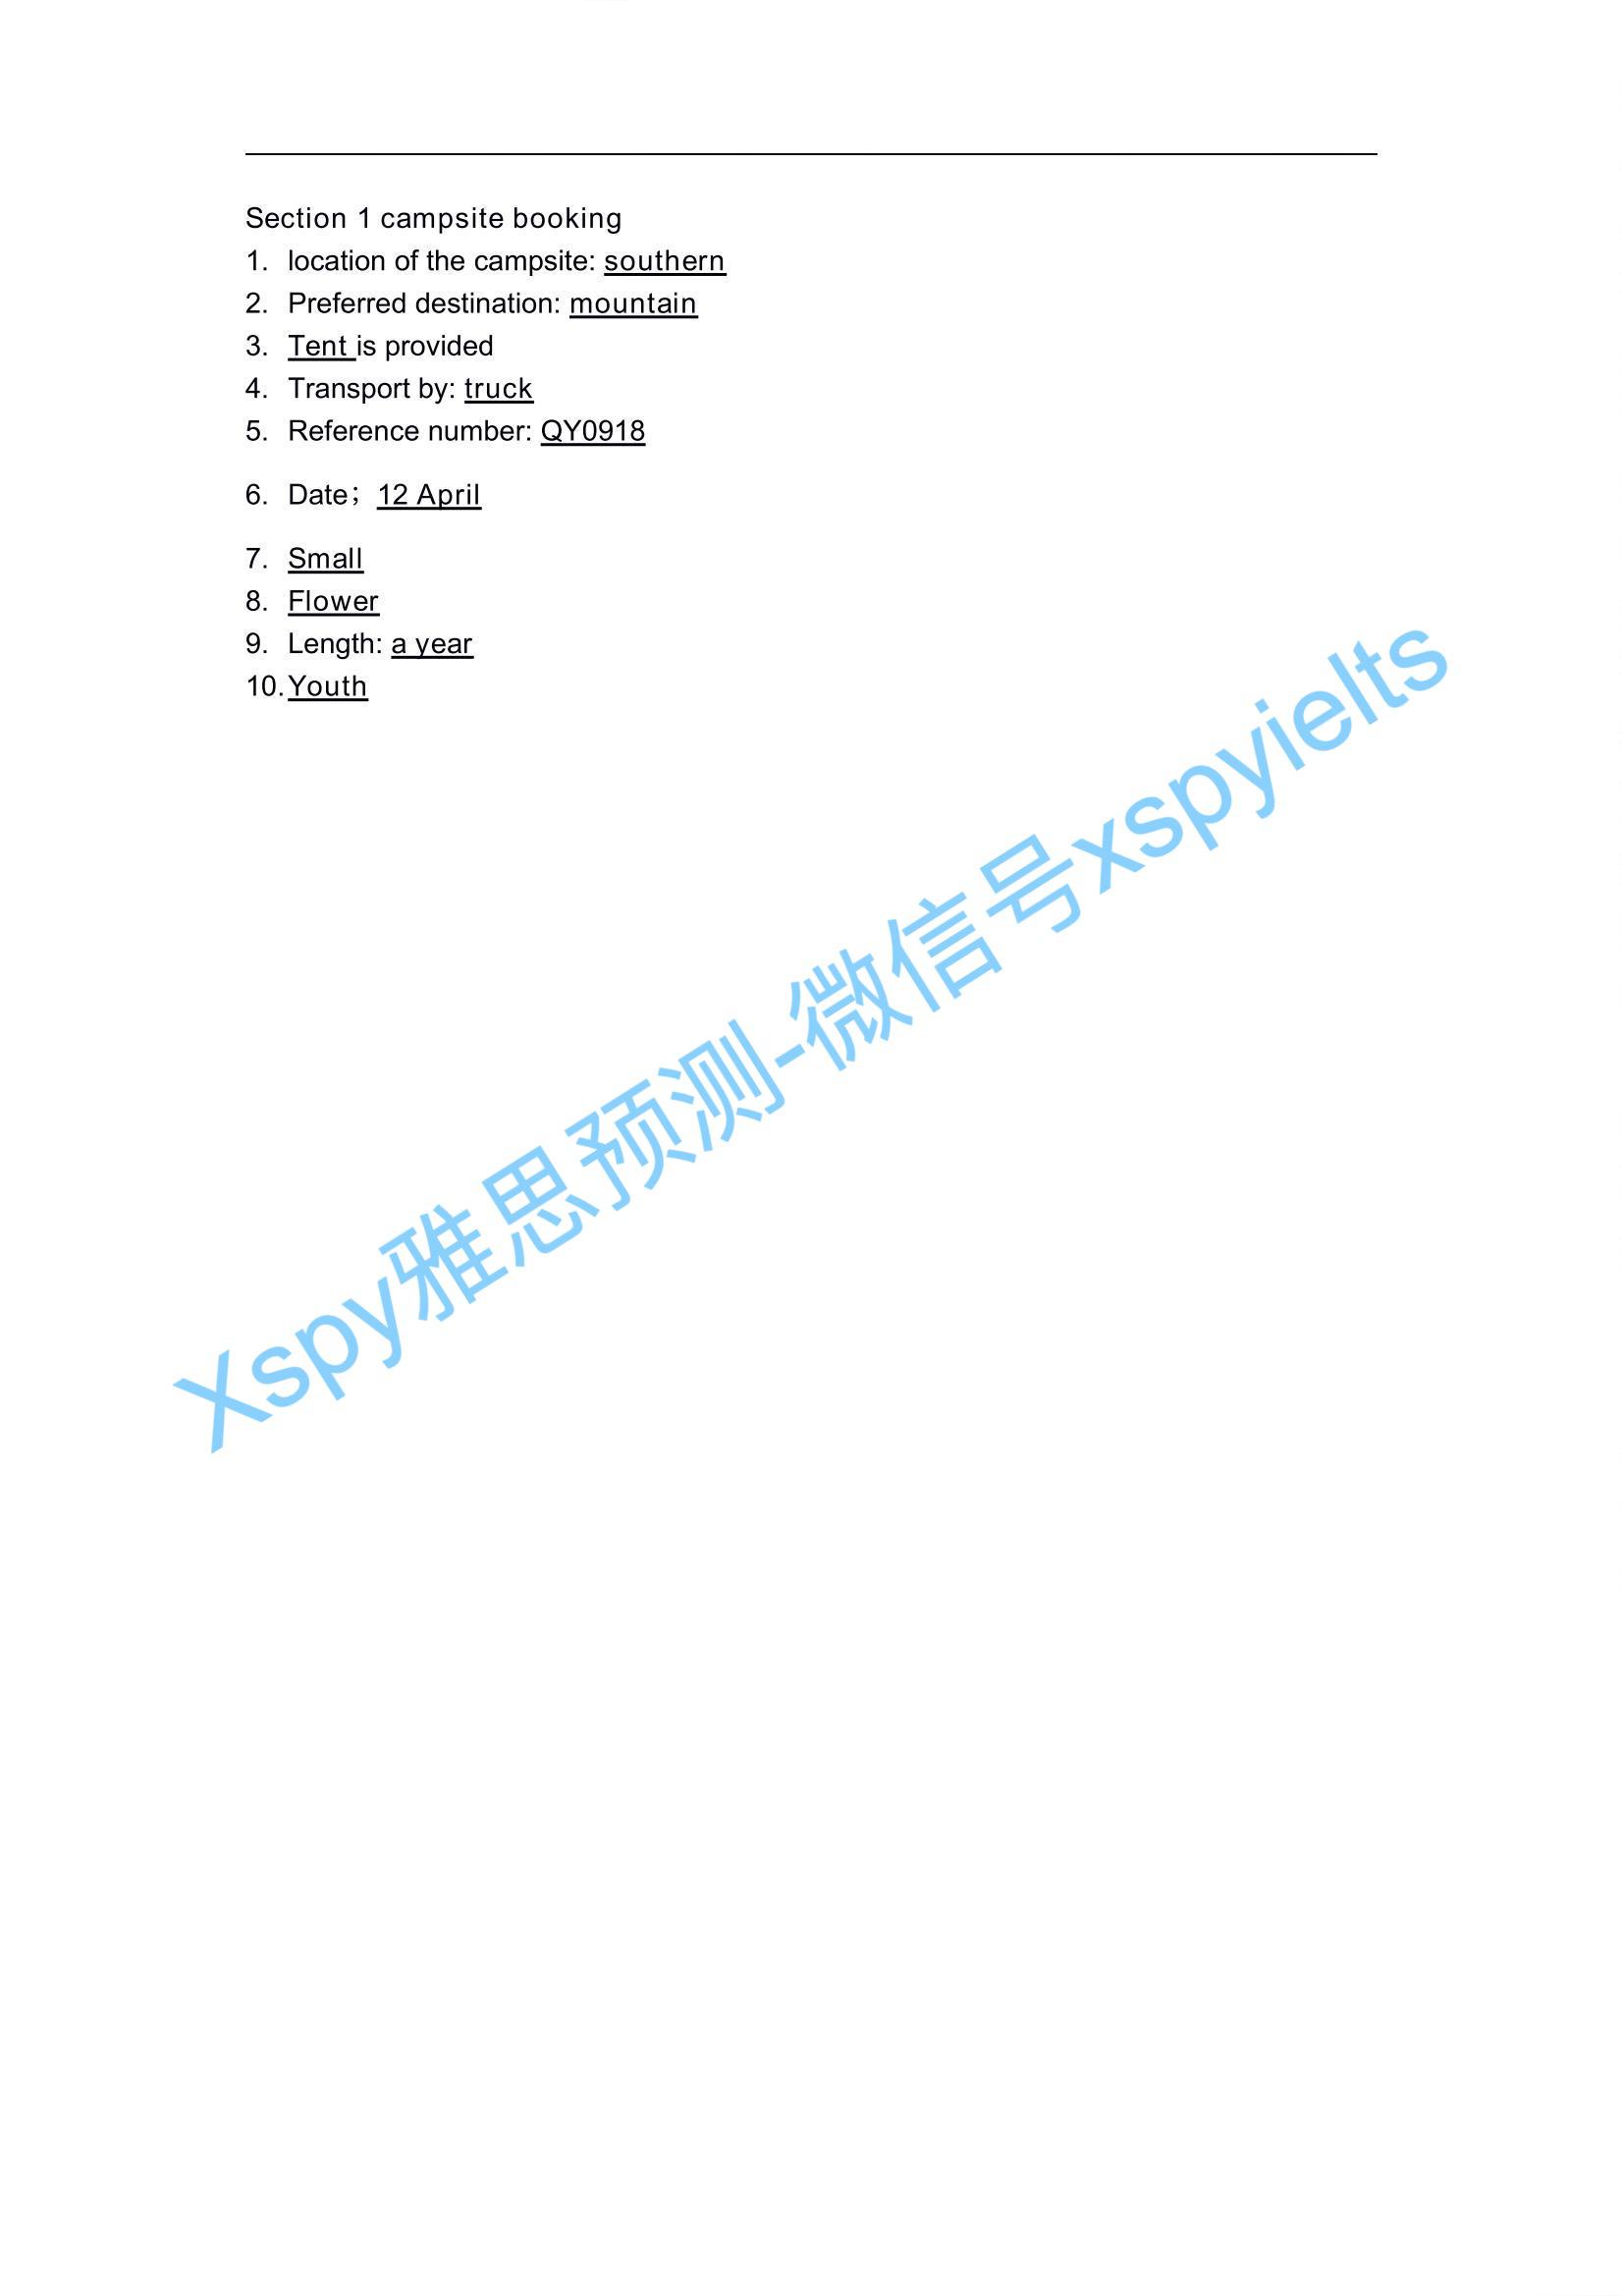 Section 1 campsite booking
1. location of the campsite: southern
2. Preferred destination: mountain
3. Tent is provided
4. Transport by: truck
5. Reference number: QY0918
6. Date； 12 April
7. Small
8. Flower
9. Length: a year
10. Youth
Xspy雅思预测-微信号xspyielts